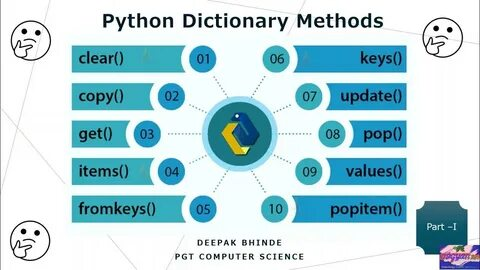 Python Dictionary Methods
clear() 01
copy() 02
get() 03
items() 04
fromkeys() 05
06 keys()
07 update()
08 pop()
09 values()
10 popitem()
Part –I
DEEPAK BHINDE
PGT COMPUTER SCIENCE